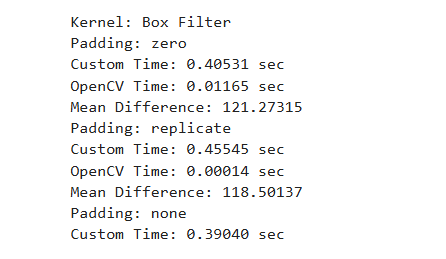 Kernel: Box Filter
Padding: zero
Custom Time: 0.40531 sec
OpenCV Time: 0.01165 sec
Mean Difference: 121.27315
Padding: replicate
Custom Time: 0.45545 sec
OpenCV Time: 0.00014 sec
Mean Difference: 118.50137
Padding: none
Custom Time: 0.39040 sec